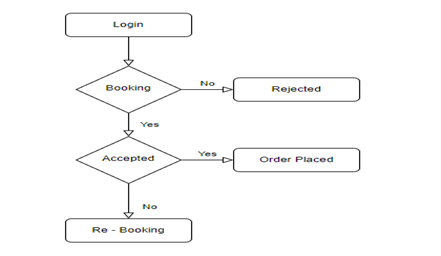 Login
Booking
No
Rejected
Yes
Accepted
Yes
Order Placed
No
Re - Booking